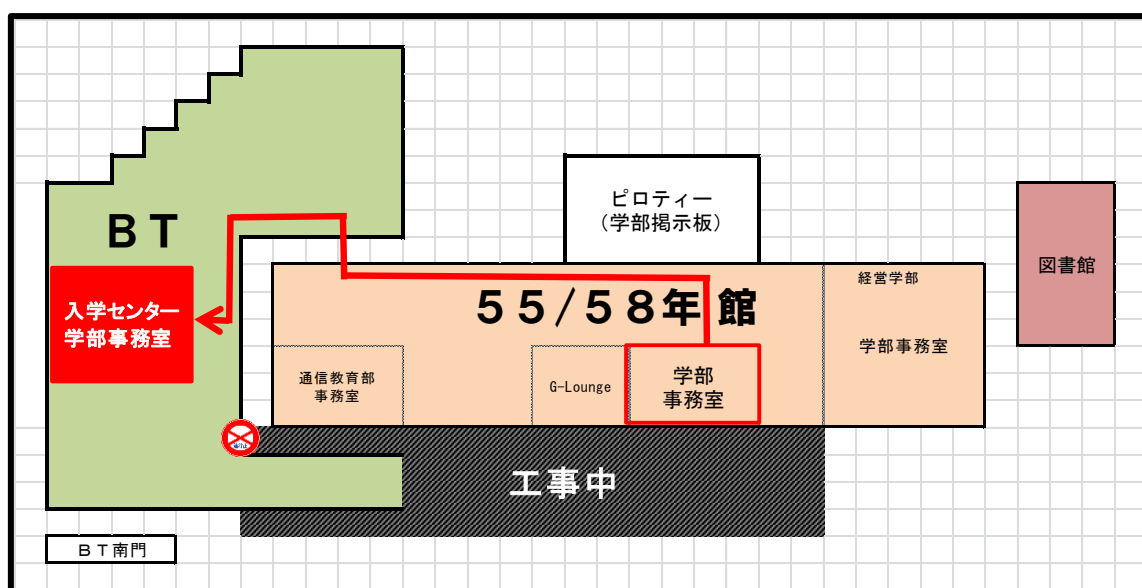 ピロティー
(学部掲示板)
BT
入学センター
学部事務室
55/58年館
経営学部
学部事務室
図書館
通信教育部
事務室
G-Lounge
学部
事務室
工事中
BT南門